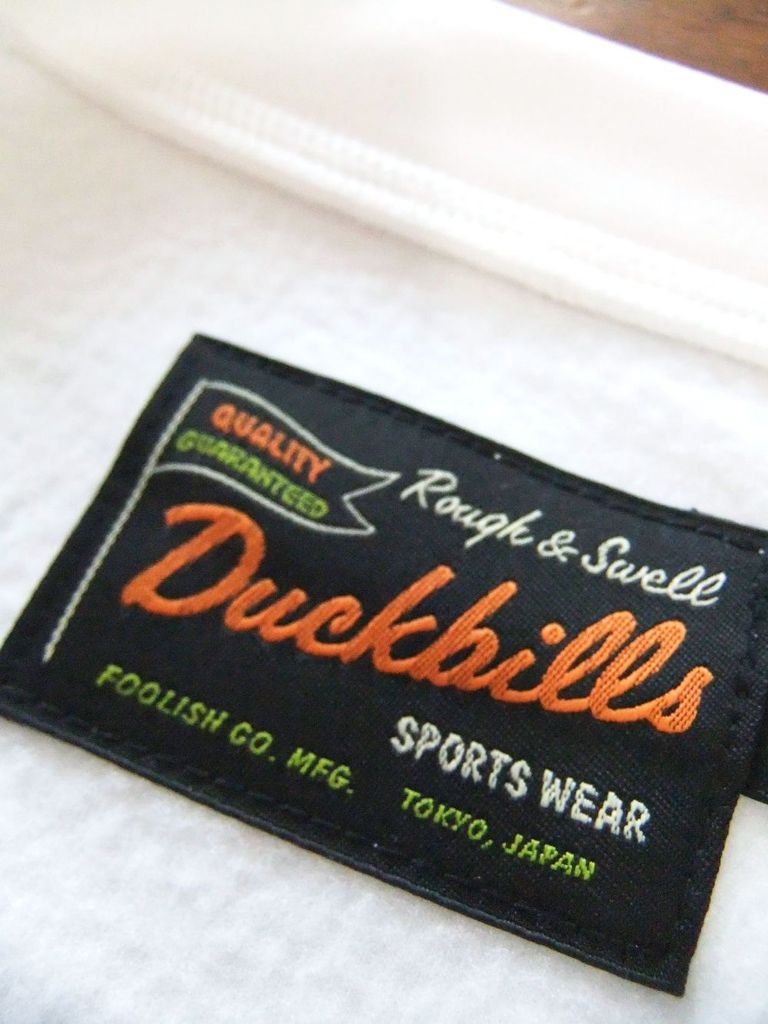 QUALITY
GUARANTEED
Rough & Swell
Duckbills
SPORTS WEAR
FOOLISH CO. MFG.
TOKYO, JAPAN